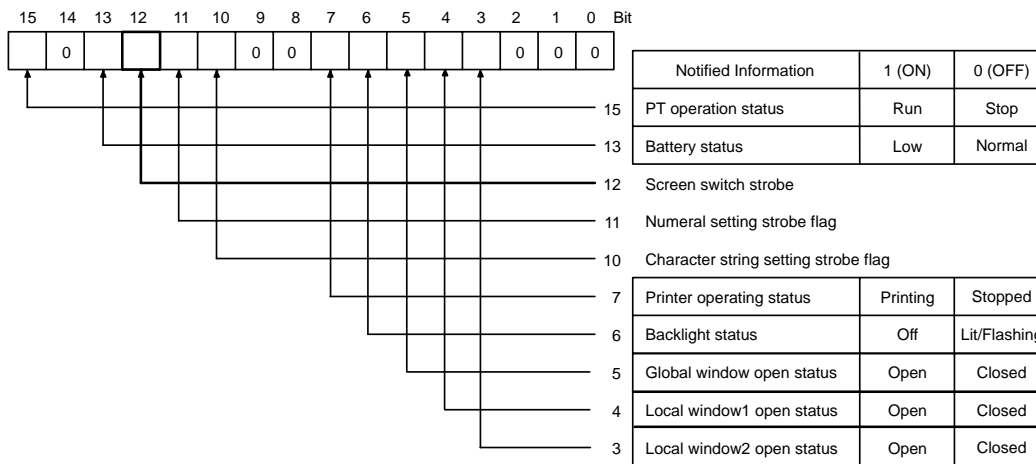 15 14 13 12 11 10 9 8 7 6 5 4 3 2 1 0 Bit
0 0 0 0 0 0
Notified Information 1 (ON) 0 (OFF)
15 PT operation status Run Stop
13 Battery status Low Normal
12 Screen switch strobe
11 Numeral setting strobe flag
10 Character string setting strobe flag
7 Printer operating status Printing Stopped
6 Backlight status Off Lit/Flashing
5 Global window open status Open Closed
4 Local window1 open status Open Closed
3 Local window2 open status Open Closed